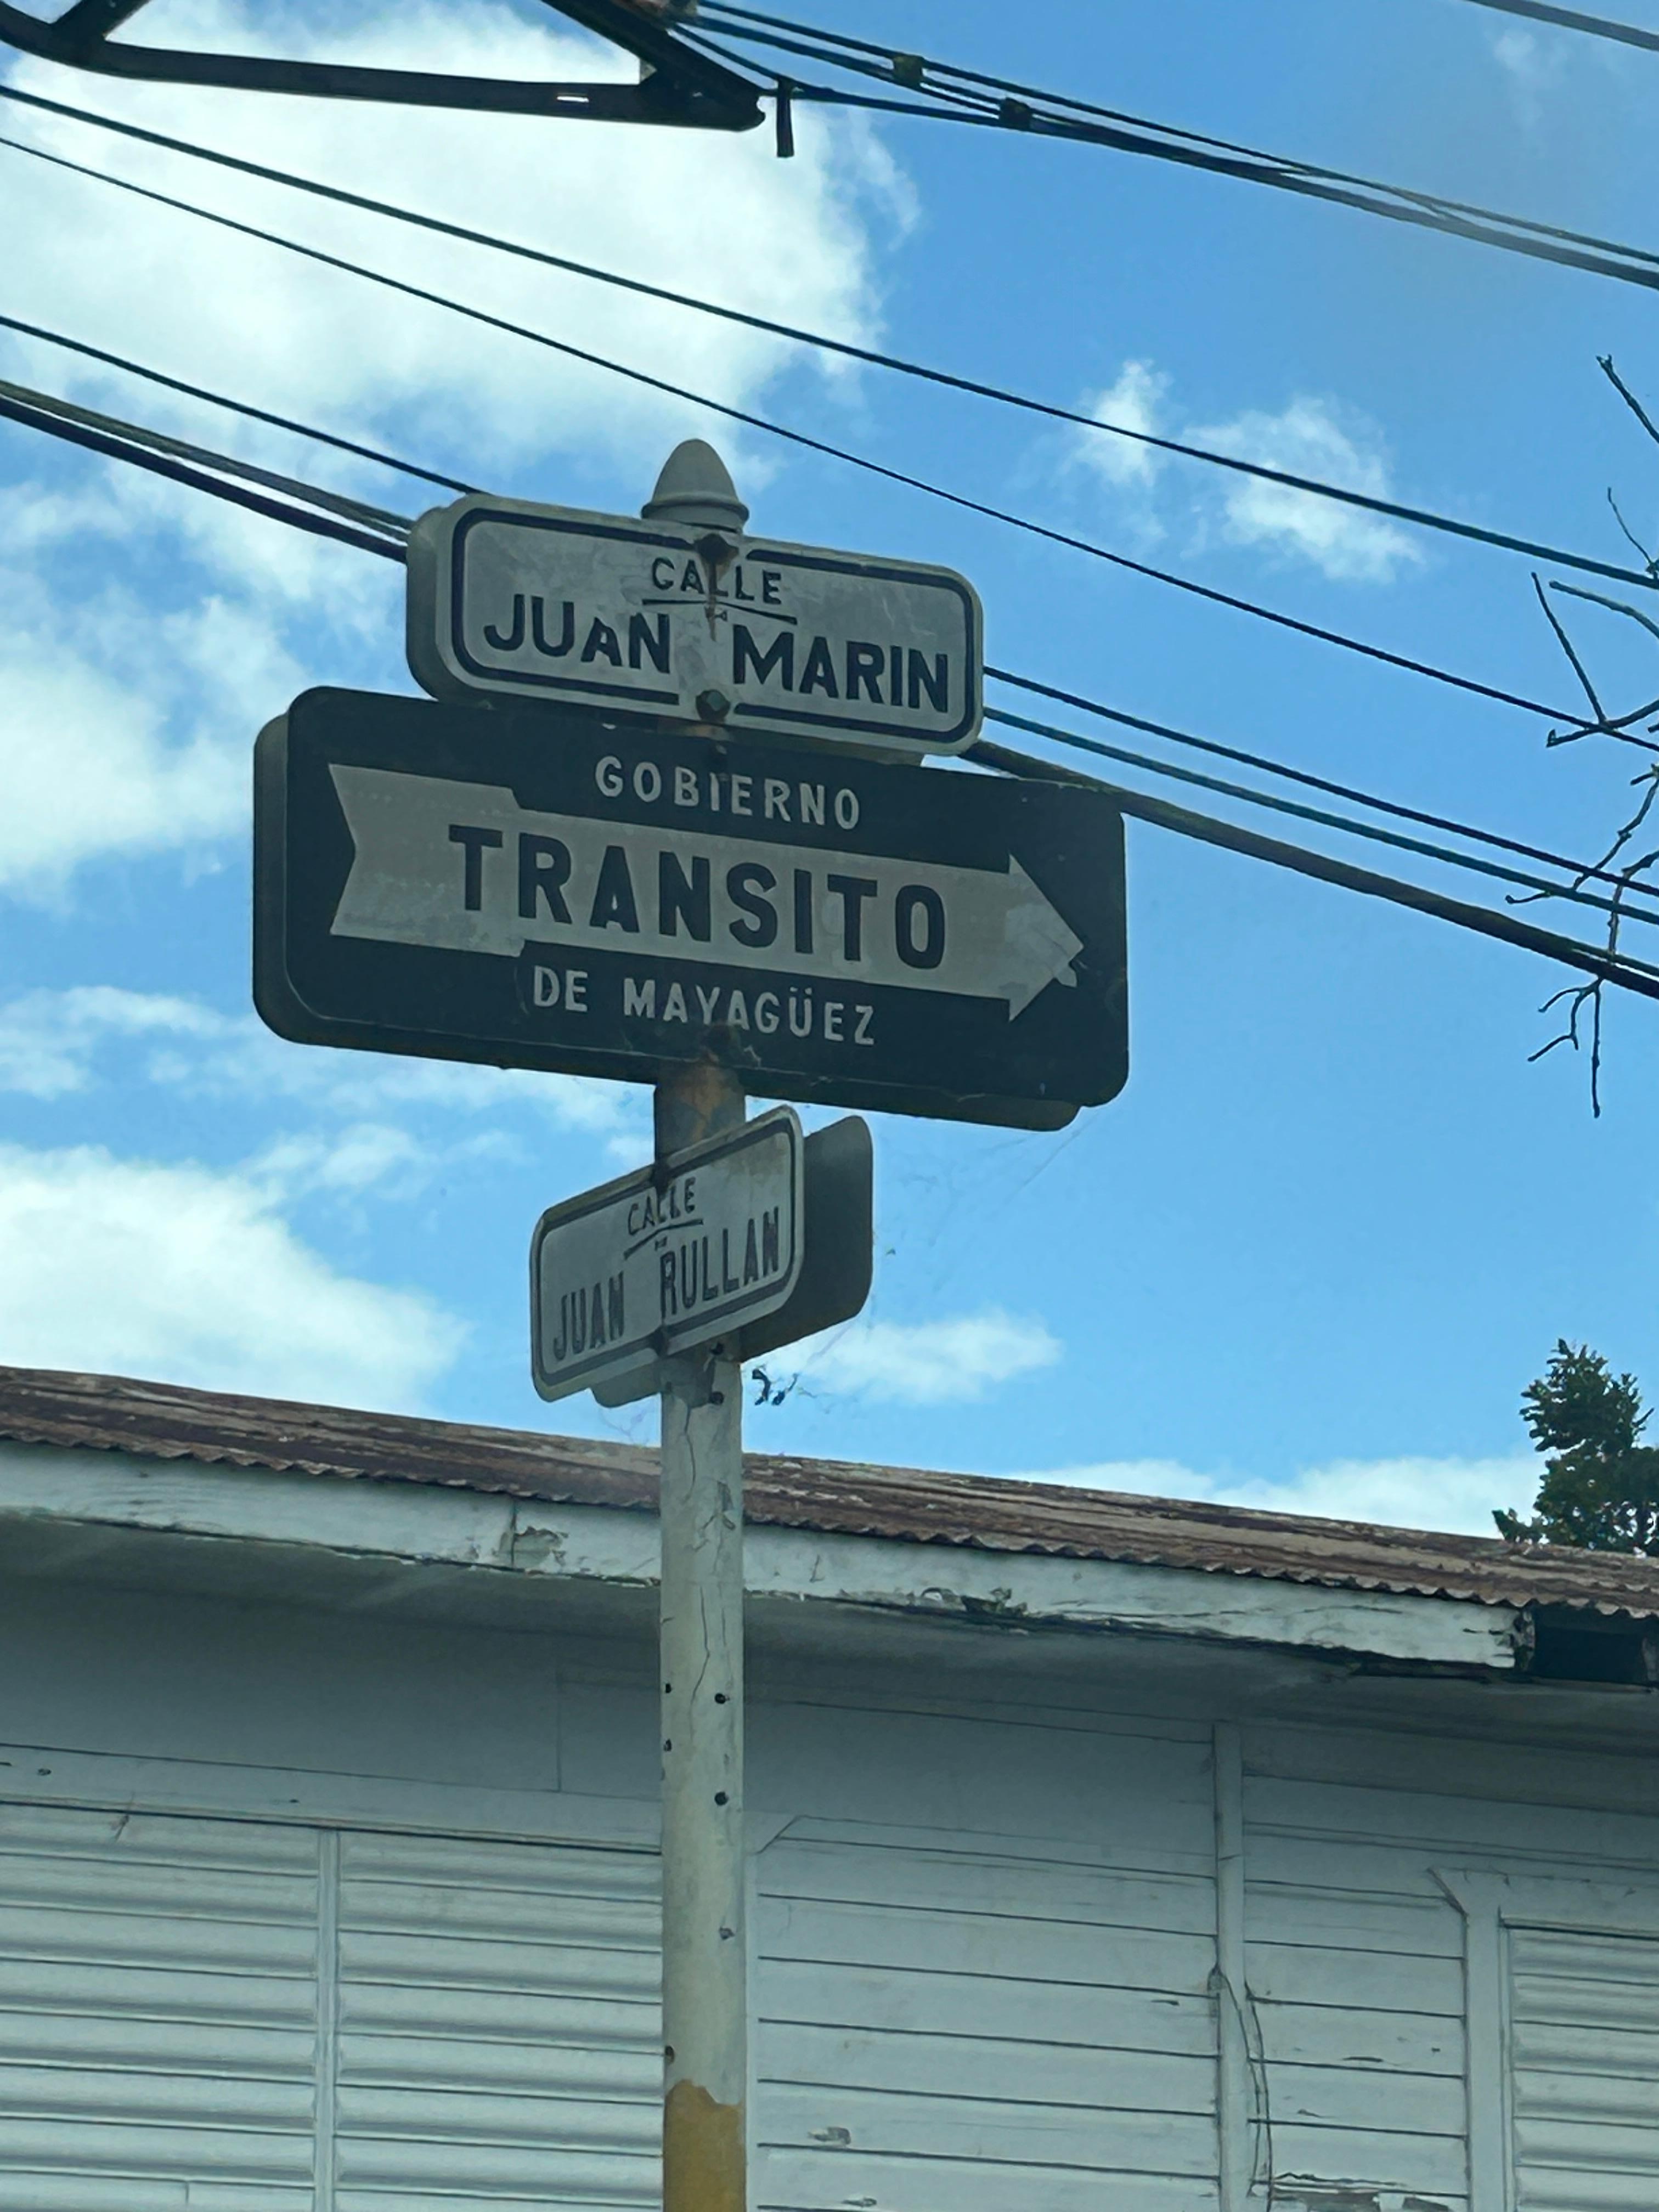 CALLE
JUAN MARIN
GOBIERNO
TRANSITO
DE MAYAGÜEZ
CALLE
JUAN RULLAN